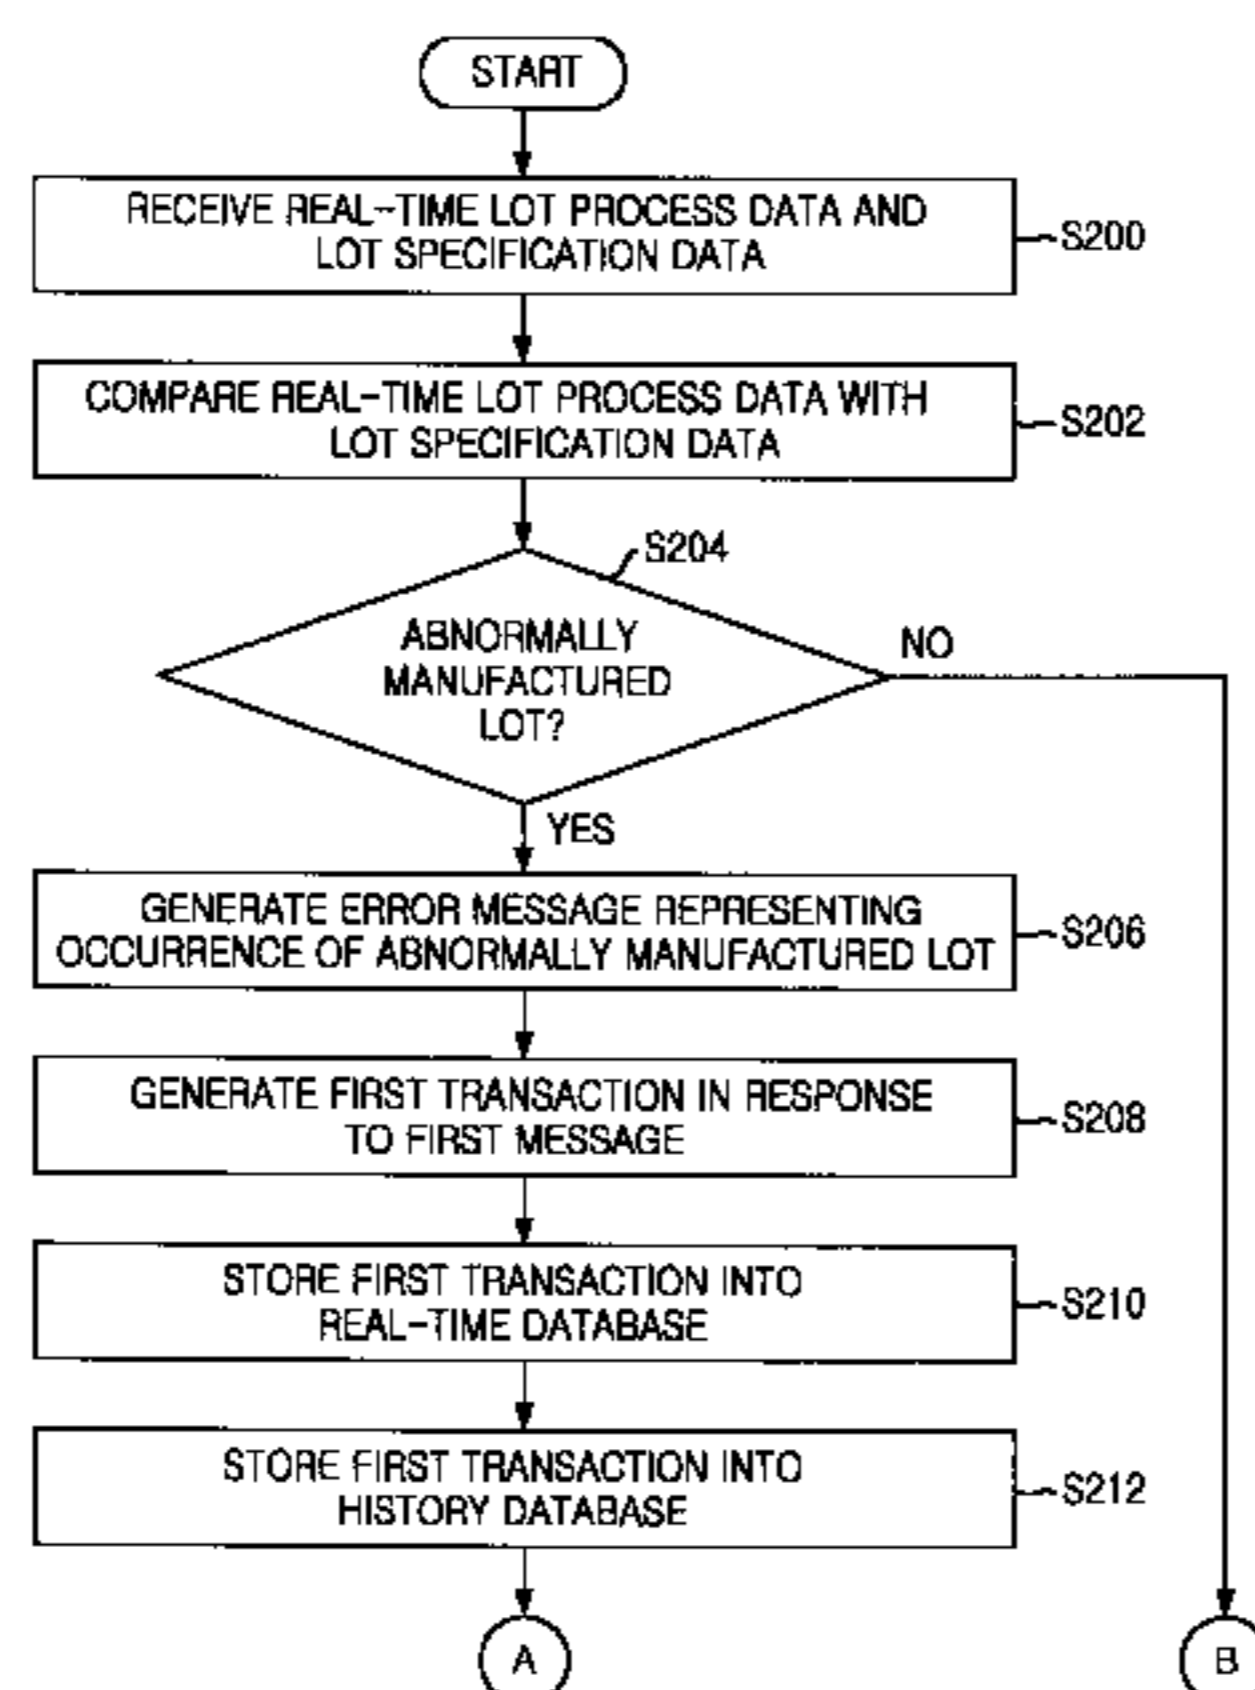 START
RECEIVE REAL-TIME LOT PROCESS DATA AND
LOT SPECIFICATION DATA
S200
COMPARE REAL-TIME LOT PROCESS DATA WITH
LOT SPECIFICATION DATA
S202
S204
ABNORMALLY
MANUFACTURED
LOT?
NO
YES
GENERATE ERROR MESSAGE REPRESENTING
OCCURRENCE OF ABNORMALLY MANUFACTURED LOT
S206
GENERATE FIRST TRANSACTION IN RESPONSE
TO FIRST MESSAGE
S208
STORE FIRST TRANSACTION INTO
REAL-TIME DATABASE
S210
STORE FIRST TRANSACTION INTO
HISTORY DATABASE
S212
A
B